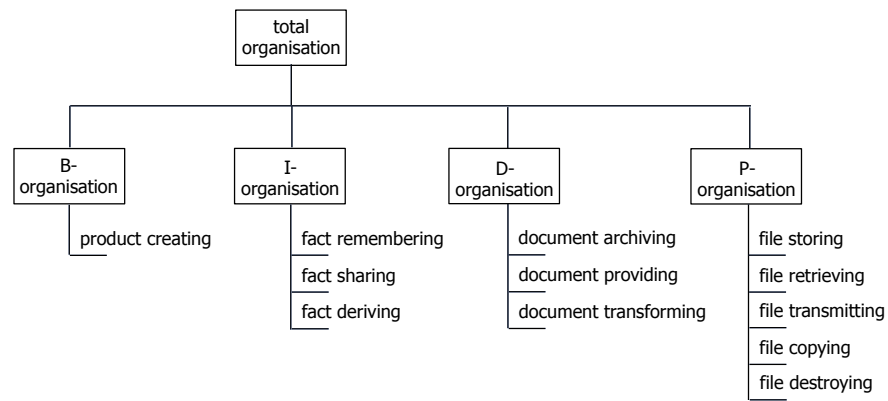 total
organisation
B-
organisation
I-
organisation
D-
organisation
P-
organisation
product creating
fact remembering
fact sharing
fact deriving
document archiving
document providing
document transforming
file storing
file retrieving
file transmitting
file copying
file destroying